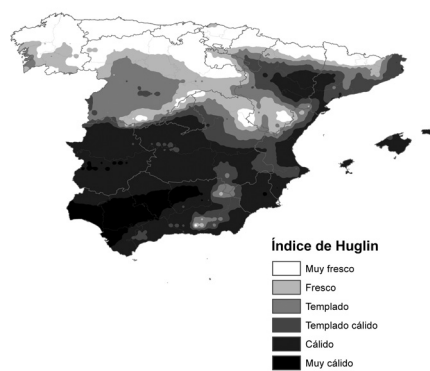 Índice de Huglin
Muy fresco
Fresco
Templado
Templado cálido
Cálido
Muy cálido